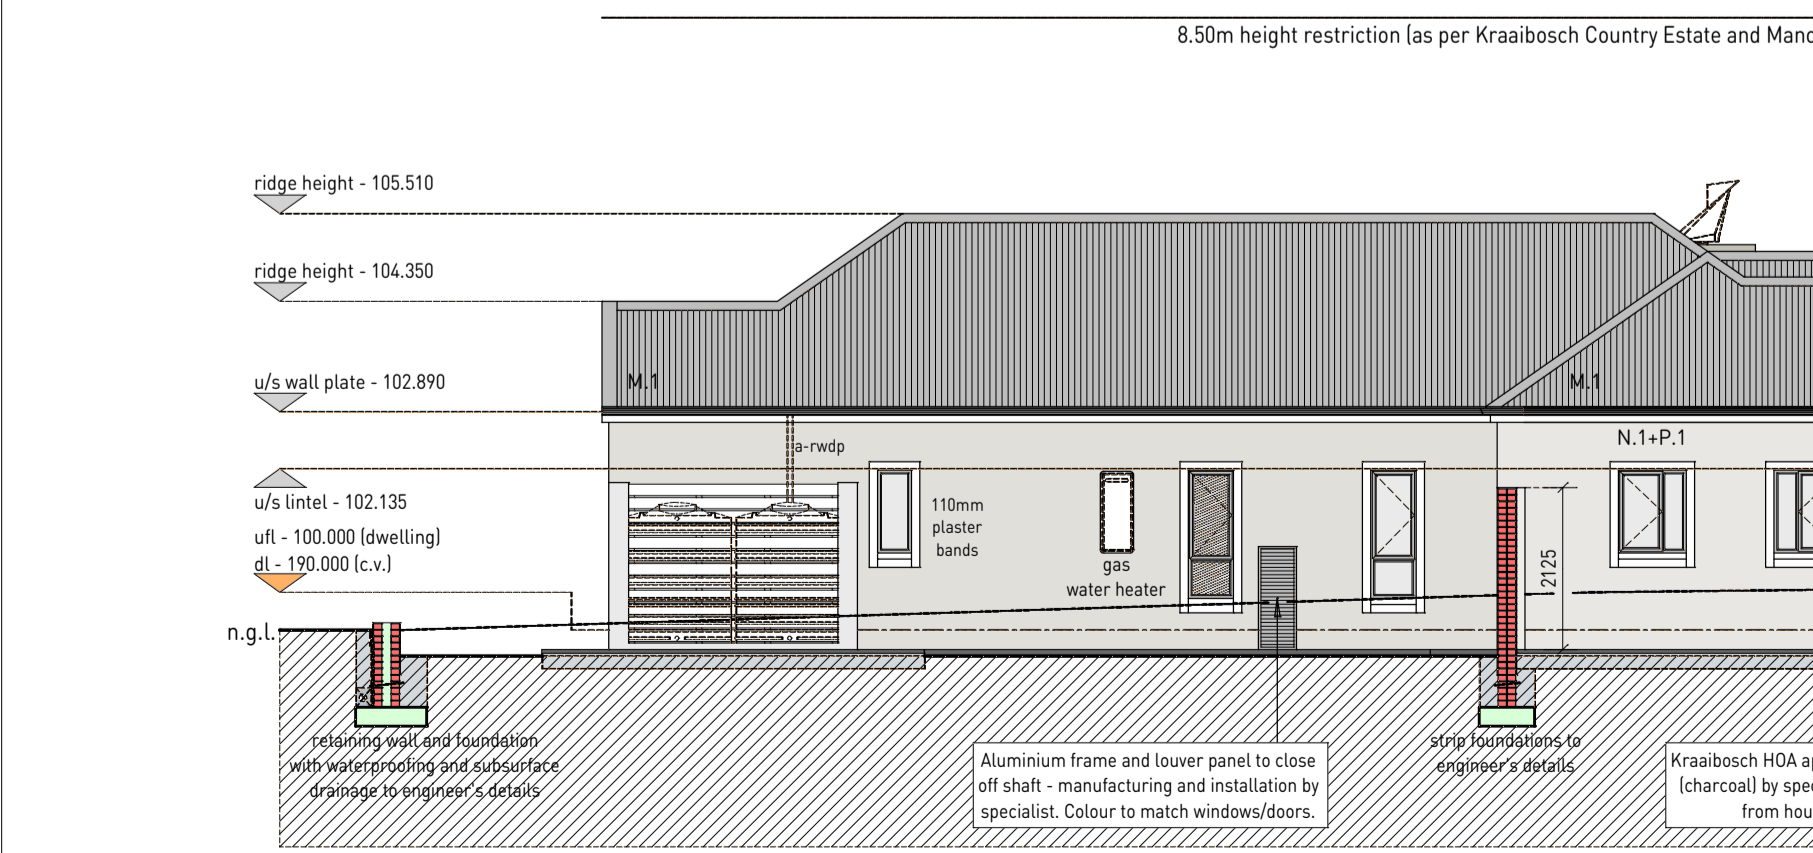 8.50m height restriction (as per Kraaibosch Country Estate and
ridge height - 105.510
ridge height - 104.350
u/s wall plate - 102.890
M.1
M.1
a-rwdp
N.1+P.1
u/s lintel - 102.135
ufl - 100.000 (dwelling)
dl - 190.000 (c.v.)
110mm
plaster
bands
gas
water heater
2125
n.g.l.
retaining wall and foundation
with waterproofing and subsurface
drainage to engineer's details
Aluminium frame and louver panel to close
off shaft - manufacturing and installation by
specialist. Colour to match windows/doors.
strip foundations to
engineer's details
Kraaibosch HOA
(charcoal) by
from